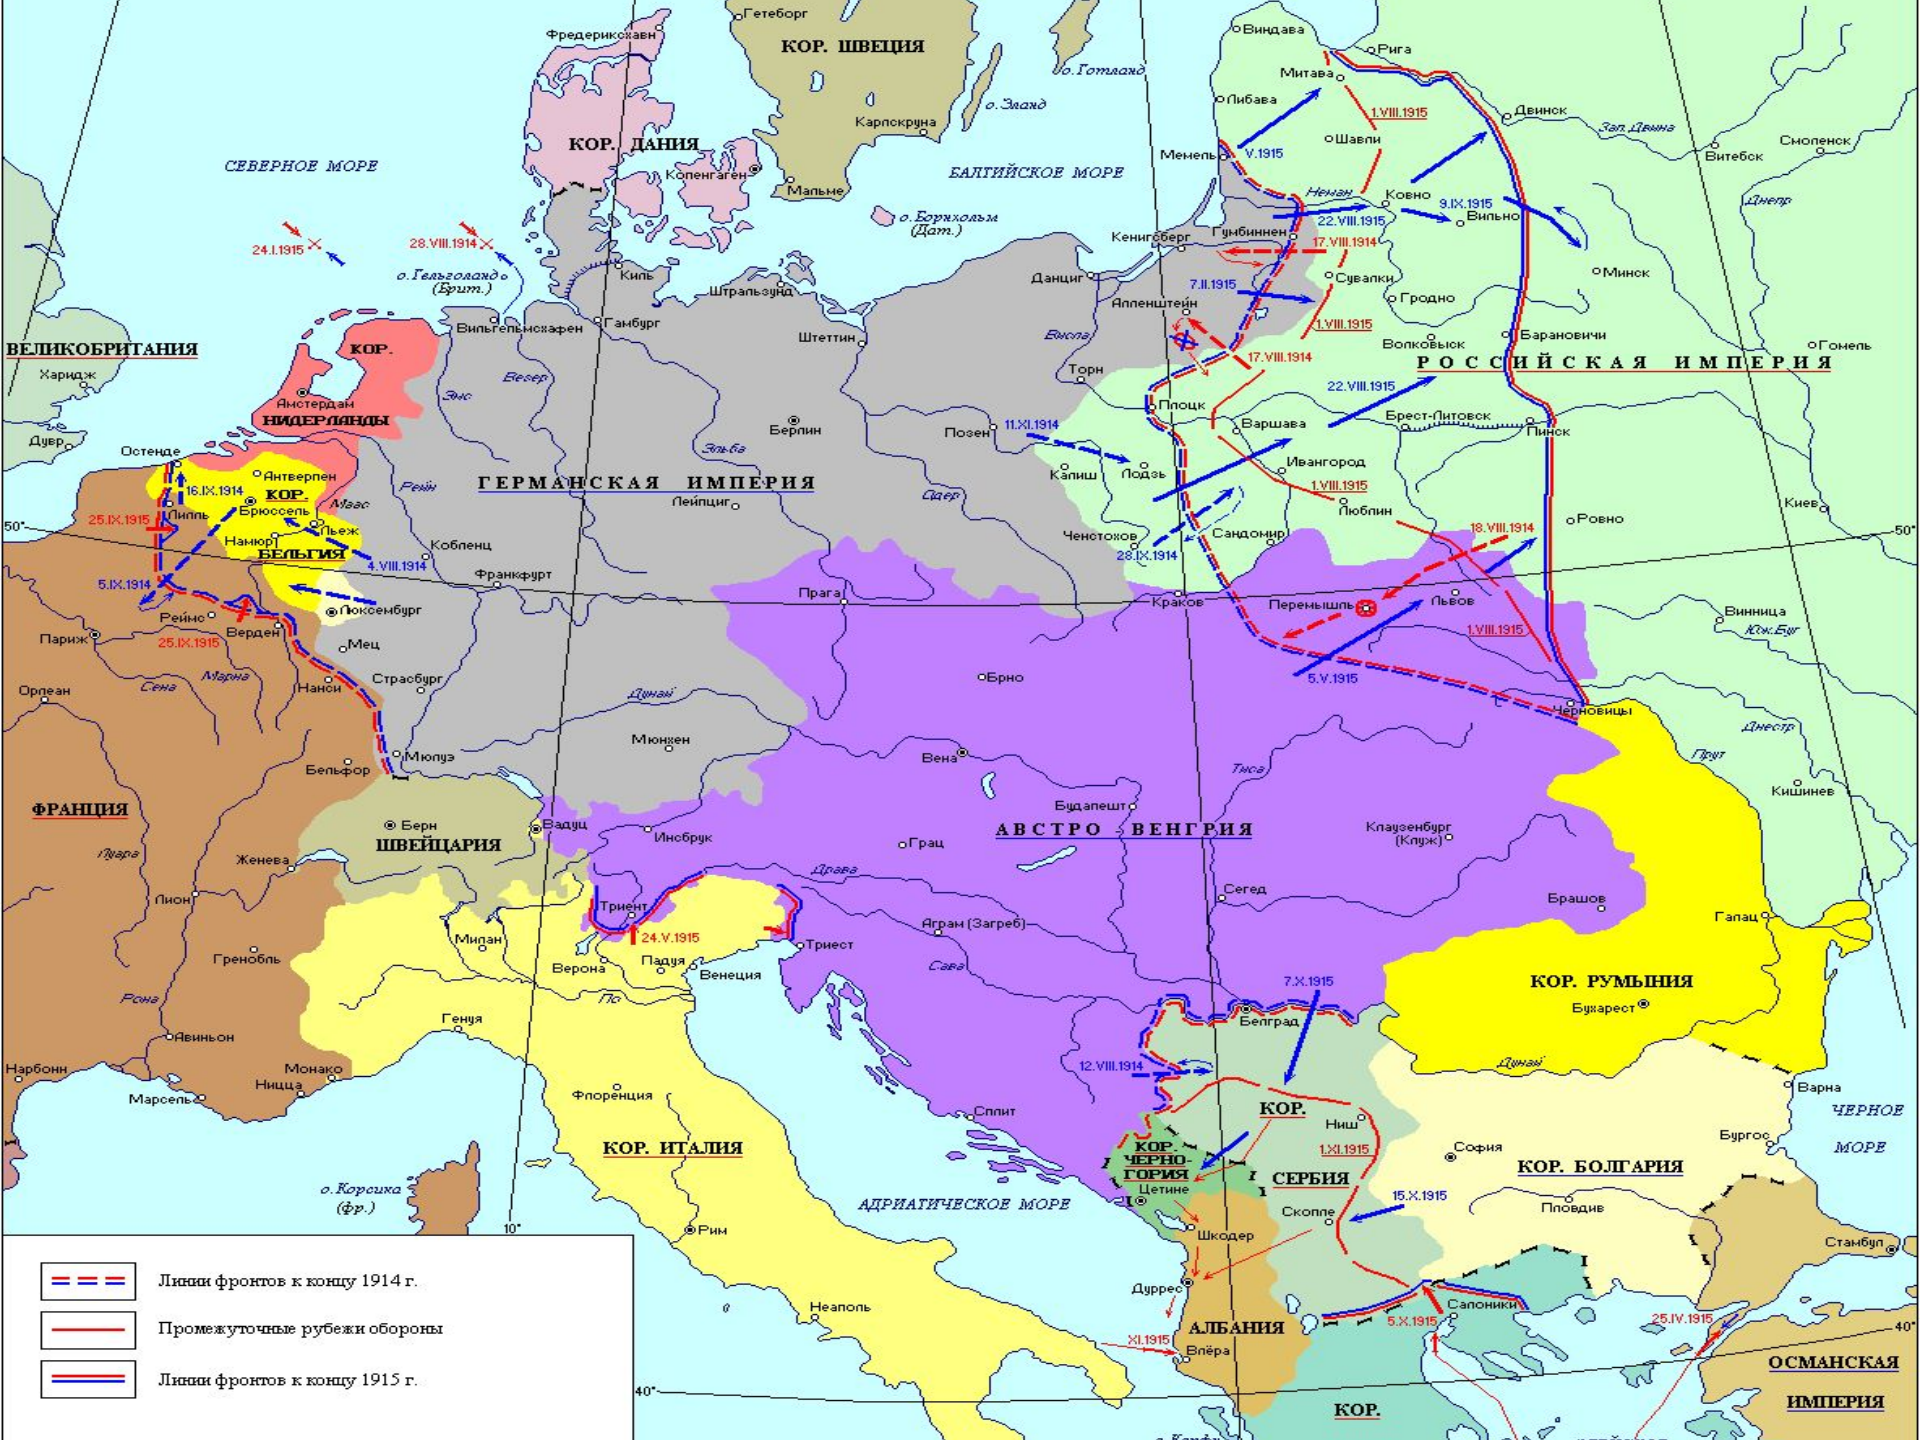 Гетеборг
Фредериксхавн
КОР. ШВЕЦИЯ
Виндава
Рига
о. Готланд
Митава
о. Эланд
Либава
1.VIII.1915
Двинск
Карлскруна
Зап. Двина
КОР. ДАНИЯ
Шавли
Смоленск
СЕВЕРНОЕ МОРЕ
Мемель
V.1915
Витебск
Копенгаген
БАЛТИЙСКОЕ МОРЕ
Мальме
Неман
Ковно
Днепр
о. Борнхольм
(Дат.)
22.VIII.1915
9.IX.1915
Вильно
24.I.1915
28.VIII.1914
Кенигсберг
Гумбиннен
17.VIII.1914
о. Гельголанд
(Брит.)
Киль
Данциг
Сувалки
Минск
Штральзунд
7.II.1915
Гродно
Алленштейн
Вильгельмсхафен
Гамбург
1.VIII.1915
Штеттин
Висла
Волковыск
Барановичи
Гомель
ВЕЛИКОБРИТАНИЯ
КОР.
17.VIII.1914
РОССИЙСКАЯ ИМПЕРИЯ
Харидж
Везер
Торн
Эмс
22.VIII.1915
Амстердам
НИДЕРЛАНДЫ
Плоцк
Брест-Литовск
Берлин
Позен
11.XI.1914
Варшава
Пинск
Дувр
Остенде
Эльба
Ивангород
Антверпен
Калиш
Лодзь
16.IX.1914
КОР.
Рейн
ГЕРМАНСКАЯ ИМПЕРИЯ
1.VIII.1915
Маас
Лейпциг
Одер
Люблин
Киев
50°
25.IX.1915
Лилль
Брюссель
Льеж
Ровно
18.VIII.1914
50°
Намюр
Ченстохов
Сандомир
БЕЛЬГИЯ
Кобленц
28.IX.1914
4.VIII.1914
Франкфурт
5.IX.1914
Прага
Краков
Перемышль
Львов
Люксембург
Винница
Реймс
Верден
Юж. Буг
Париж
25.IX.1915
1.VIII.1915
Мец
Страсбург
Брно
5.V.1915
Марна
Орлеан
Сена
Нанси
Дунай
Черновицы
Днестр
Мюнхен
Прут
Мюлуэ
Вена
Бельфор
Тиса
Кишинев
ФРАНЦИЯ
Будапешт
Берн
Вадуц
АВСТРО - ВЕНГРИЯ
Клаузенбург
(Клуж)
ШВЕЙЦАРИЯ
Инсбрук
Грац
Луара
Женева
Драва
Сегед
Лион
Триент
Брашов
Галац
Аграм (Загреб)
Милан
24.V.1915
Триест
Гренобль
Верона
Падуя
Венеция
Сава
7.X.1915
КОР. РУМЫНИЯ
Рона
По
Бухарест
Генуя
Белград
Авиньон
Дунай
12.VIII.1914
Нарбонн
Монако
Ницца
Варна
Марсель
Флоренция
Сплит
КОР.
ЧЕРНОЕ
МОРЕ
Ниш
КОР. ИТАЛИЯ
КОР.
ЧЕРНО-
ГОРИЯ
1.XI.1915
София
Бургос
КОР. БОЛГАРИЯ
СЕРБИЯ
о. Корсика
(фр.)
Цетине
15.X.1915
АДРИАТИЧЕСКОЕ МОРЕ
Пловдив
Скопле
10°
Рим
Шкодер
Стамбул
Линии фронтов к концу 1914 г.
Дуррес
Неаполь
Салоники
5.X.1915
25.IV.1915
Промежуточные рубежи обороны
АЛБАНИЯ
40°
XI.1915
Влёра
ОСМАНСКАЯ
ИМПЕРИЯ
Линии фронтов к концу 1915 г.
40°
КОР.